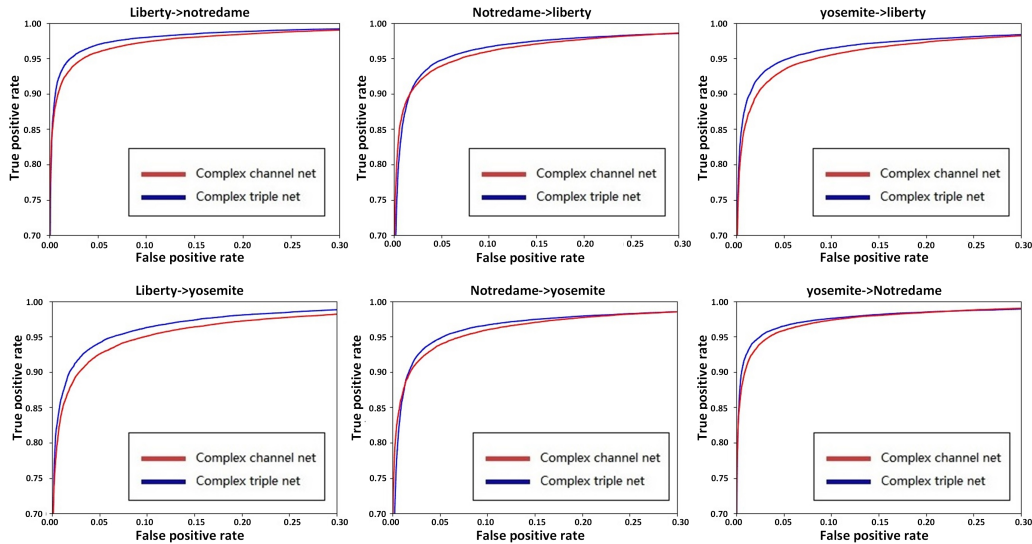 Liberty->notredame
True positive rate
1.00
0.95
0.90
0.85
0.80
0.75
0.70
Complex channel net
Complex triple net
0.00 0.05 0.10 0.15 0.20 0.25 0.30
False positive rate
Notredame->liberty
True positive rate
1.00
0.95
0.90
0.85
0.80
0.75
0.70
Complex channel net
Complex triple net
0.00 0.05 0.10 0.15 0.20 0.25 0.30
False positive rate
yosemite->liberty
True positive rate
1.00
0.95
0.90
0.85
0.80
0.75
0.70
Complex channel net
Complex triple net
0.00 0.05 0.10 0.15 0.20 0.25 0.30
False positive rate
Liberty->yosemite
True positive rate
1.00
0.95
0.90
0.85
0.80
0.75
0.70
Complex channel net
Complex triple net
0.00 0.05 0.10 0.15 0.20 0.25 0.30
False positive rate
Notredame->yosemite
True positive rate
1.00
0.95
0.90
0.85
0.80
0.75
0.70
Complex channel net
Complex triple net
0.00 0.05 0.10 0.15 0.20 0.25 0.30
False positive rate
yosemite->Notredame
True positive rate
1.00
0.95
0.90
0.85
0.80
0.75
0.70
Complex channel net
Complex triple net
0.00 0.05 0.10 0.15 0.20 0.25 0.30
False positive rate